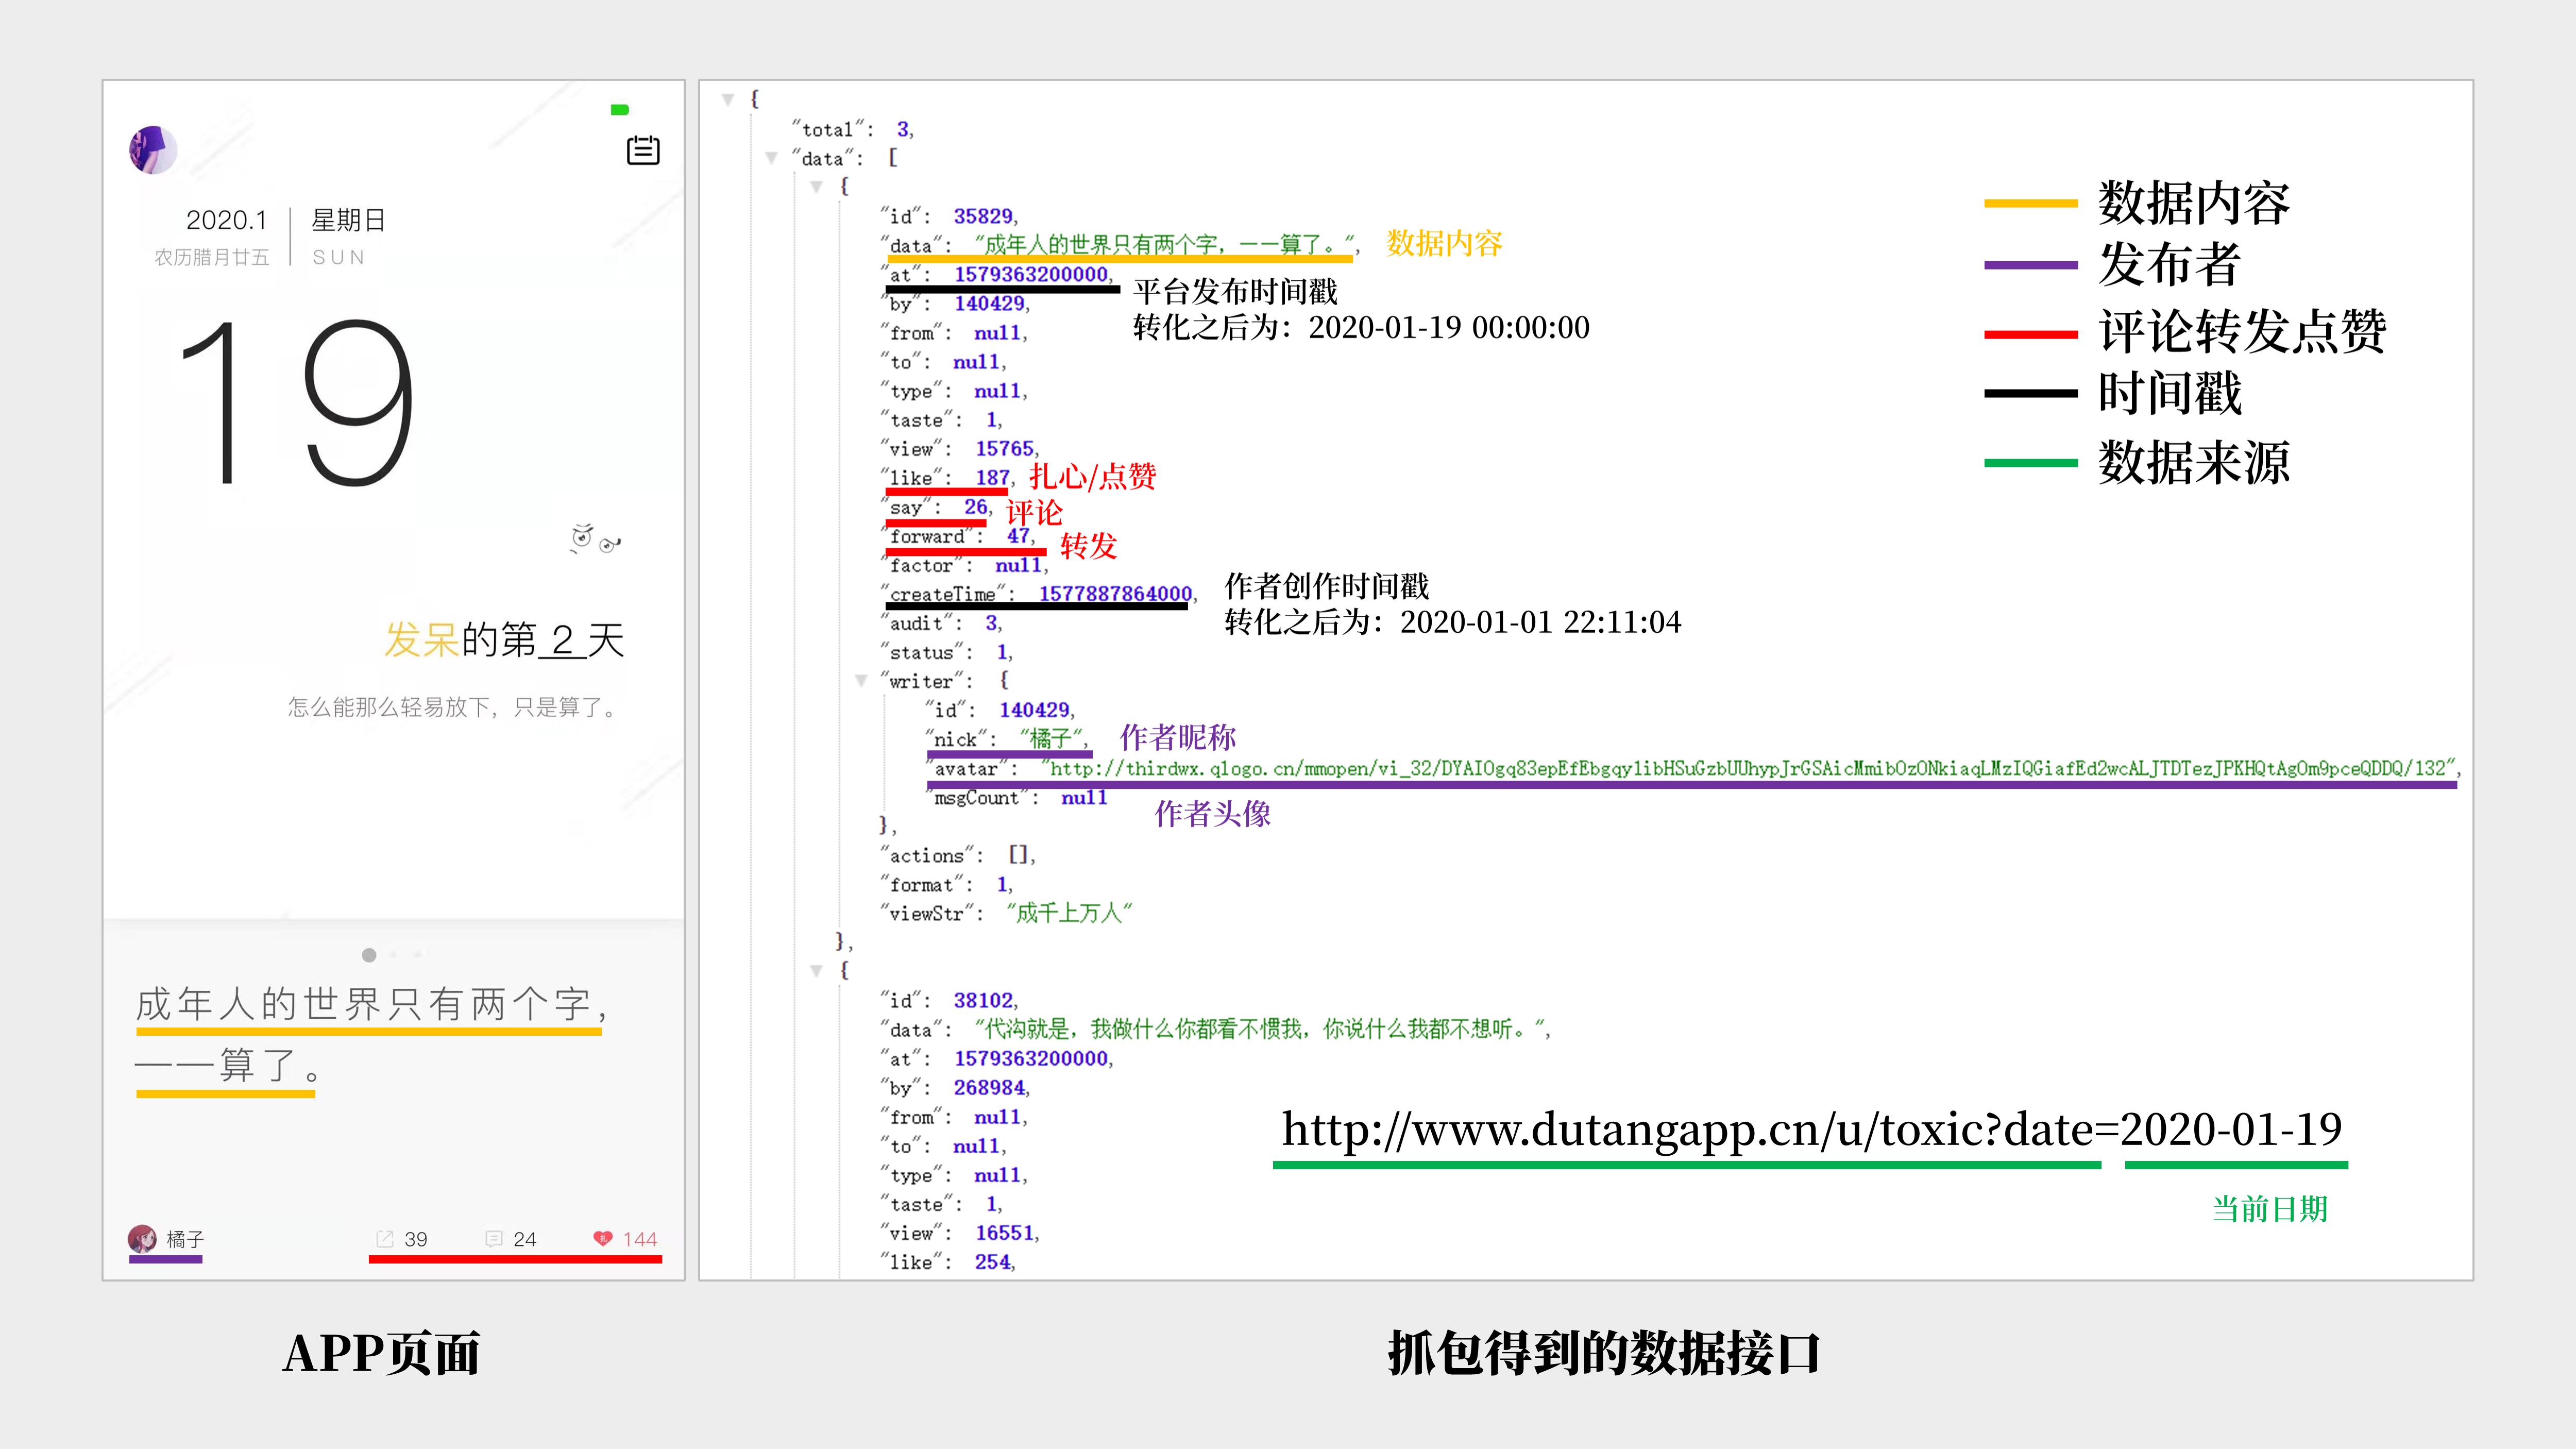 2020.1 星期日
农历腊月廿五 SUN
19
发呆的第 2 天
怎么能那么轻易放下，只是算了。
成年人的世界只有两个字，
——算了。
橘子 39 24 144
APP页面
{
"total": 3,
"data": [
{
"id": 35829,
"data": "成年人的世界只有两个字，——算了。", 数据内容
"at": 1579363200000,
平台发布时间戳
转化之后为：2020-01-19 00:00:00
"by": 140429,
"from": null,
"to": null,
"type": null,
"taste": 1,
"view": 15765,
"like": 187, 扎心/点赞
"say": 26, 评论
"forward": 47, 转发
"factor": null,
"createTime": 1577887864000,
作者创作时间戳
转化之后为：2020-01-01 22:11:04
"audit": 3,
"status": 1,
"writer": {
"id": 140429,
"nick": "橘子", 作者昵称
"avatar": "http://thirdwx.qlogo.cn/mmopen/vi_32/DYAIOgq83epEfEbgqy1ibHSuGzbUUhypJrGSAicMmibOzONkiaqLMzIQGiafEd2wcALJTDTezJPKHQtAgOm9pceQDDQ/132",
"msgCount": null
作者头像
},
"actions": [],
"format": 1,
"viewStr": "成千上万人"
},
{
"id": 38102,
"data": "代沟就是，我做什么你都看不惯我，你说什么我都不想听。",
"at": 1579363200000,
"by": 268984,
"from": null,
"to": null,
"type": null,
"taste": 1,
"view": 16551,
"like": 254,
数据内容
发布者
评论转发点赞
时间戳
数据来源
http://www.dutangapp.cn/u/toxic?date=2020-01-19
当前日期
抓包得到的数据接口